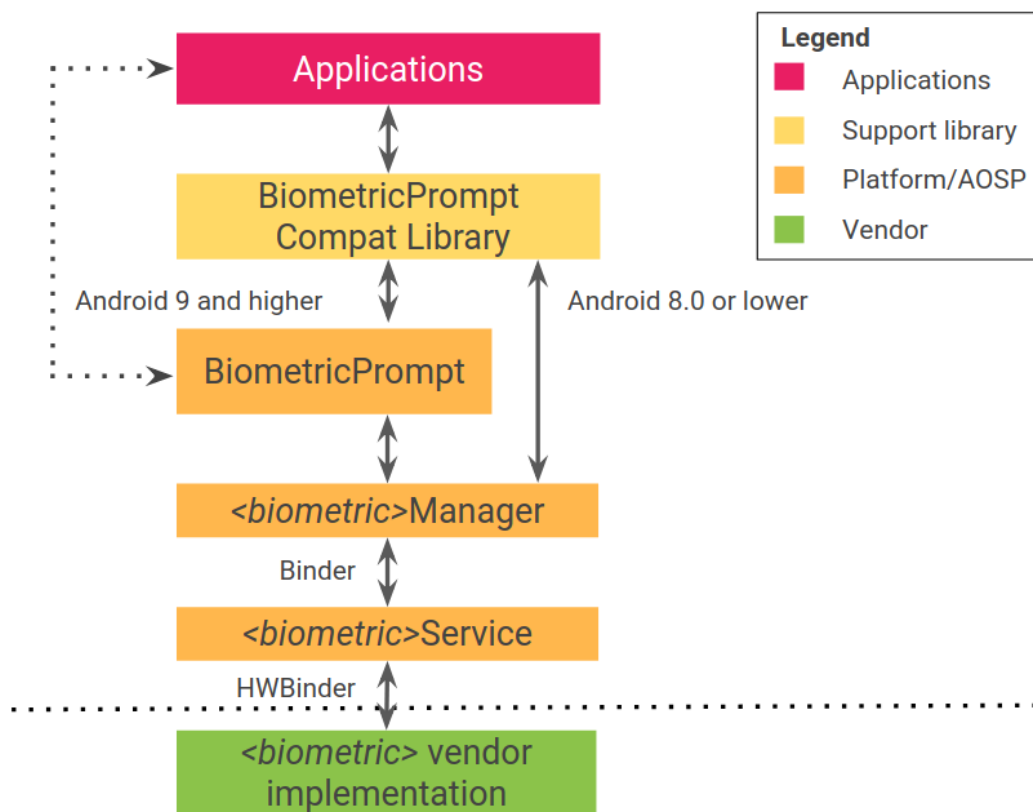 Applications
BiometricPrompt
Compat Library
Android 9 and higher
Android 8.0 or lower
BiometricPrompt
<biometric>Manager
Binder
<biometric>Service
HWBinder
<biometric> vendor
implementation
Legend
Applications
Support library
Platform/AOSP
Vendor